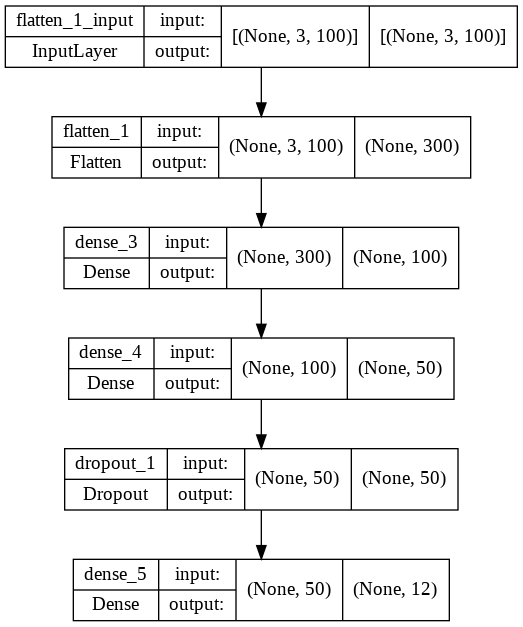 flatten_1_input input: [(None, 3, 100)] [(None, 3, 100)]
InputLayer output:
flatten_1 input: (None, 3, 100) (None, 300)
Flatten output:
dense_3 input: (None, 300) (None, 100)
Dense output:
dense_4 input: (None, 100) (None, 50)
Dense output:
dropout_1 input: (None, 50) (None, 50)
Dropout output:
dense_5 input: (None, 50) (None, 12)
Dense output: